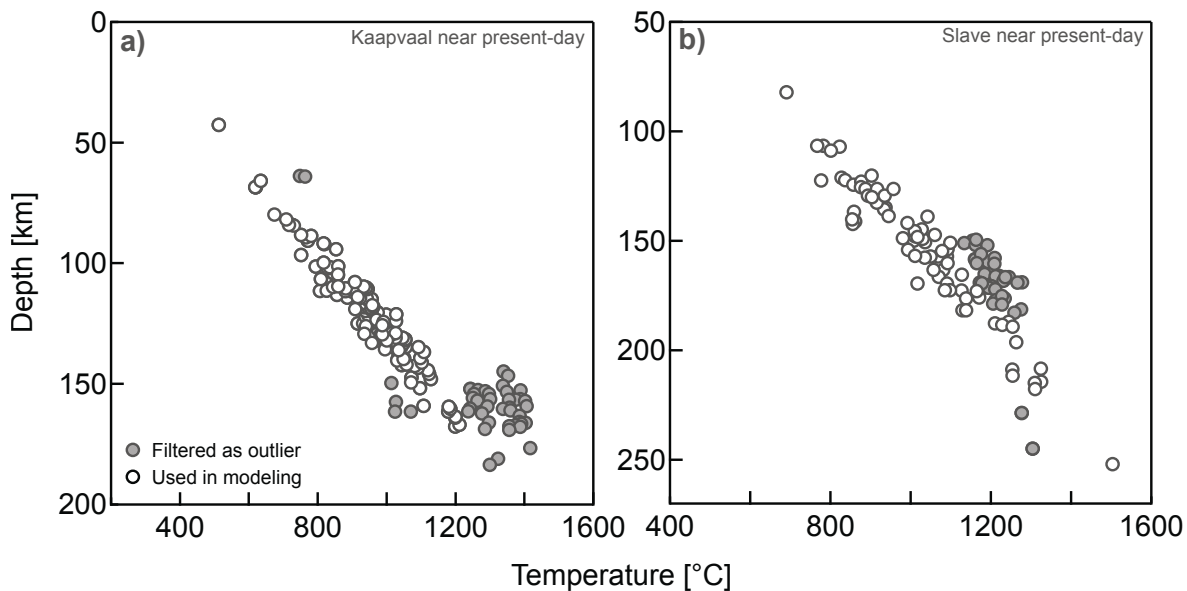 a)
Kaapvaal near present-day
0
50
100
150
200
Depth [km]
Filtered as outlier
Used in modeling
400
800
1200
1600
b)
Slave near present-day
50
100
150
200
250
400
800
1200
1600
Temperature [°C]